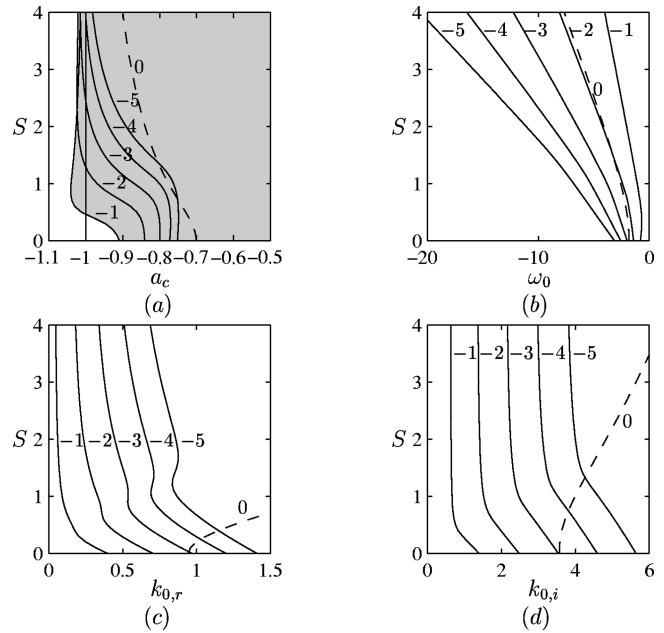 4
3
S 2
1
0
0
−5
−4
−3
−2
−1
−1.1 −1 −0.9 −0.8 −0.7 −0.6 −0.5
a_c
(a)
4
3
S 2
1
0
−5 −4 −3 −2 −1
0
−20 −10 0
ω_0
(b)
4
3
S 2
1
0
−1 −2 −3 −4 −5
0
0 0.5 1 1.5
k_{0,r}
(c)
4
3
S 2
1
0
−1 −2 −3 −4 −5
0
0 2 4 6
k_{0,i}
(d)